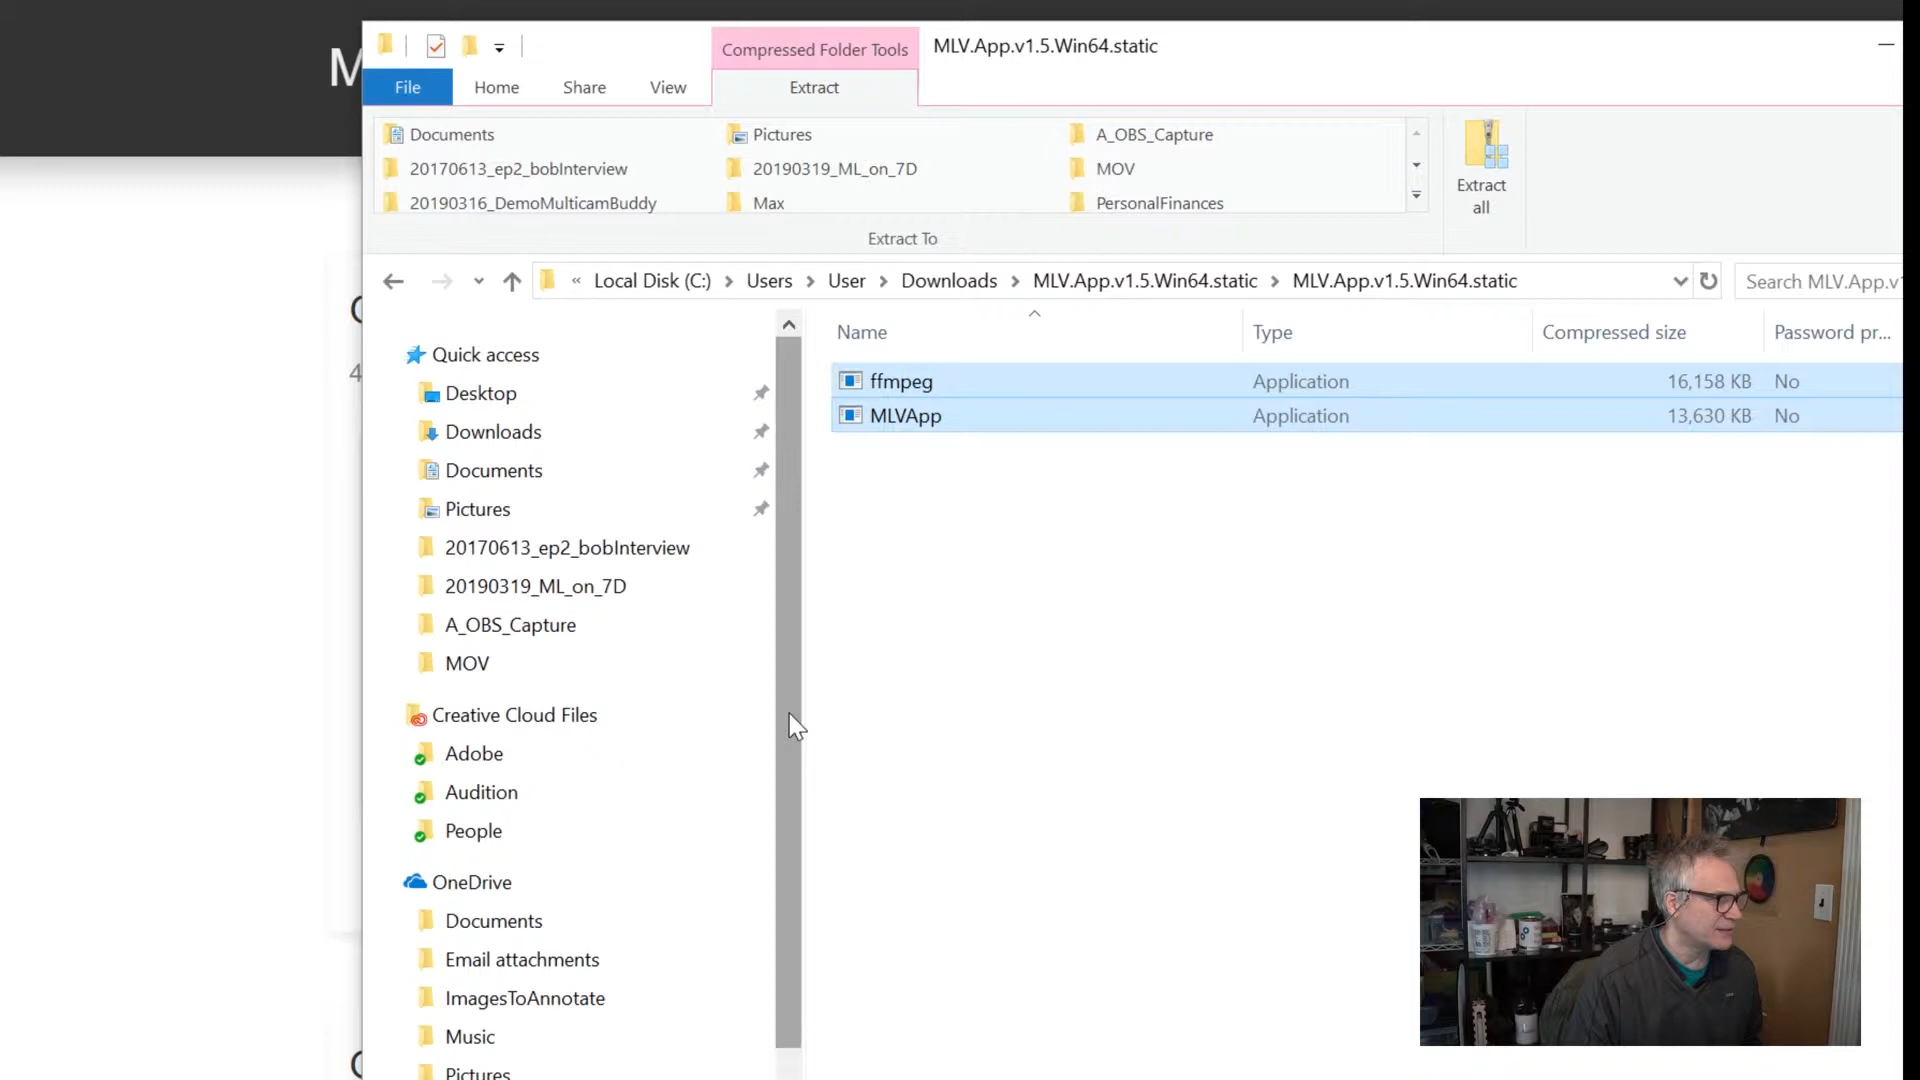 M
Compressed Folder Tools
MLV.App.v1.5.Win64.static
File
Home
Share
View
Extract
Documents
Pictures
A_OBS_Capture
20170613_ep2_bobInterview
20190319_ML_on_7D
MOV
20190316_DemoMulticamBuddy
Max
PersonalFinances
Extract
all
Extract To
« Local Disk (C:) > Users > User > Downloads > MLV.App.v1.5.Win64.static > MLV.App.v1.5.Win64.static
Search MLV.App.v1
Name
Type
Compressed size
Password pr...
ffmpeg
Application
16,158 KB
No
MLVApp
Application
13,630 KB
No
Quick access
Desktop
Downloads
Documents
Pictures
20170613_ep2_bobInterview
20190319_ML_on_7D
A_OBS_Capture
MOV
Creative Cloud Files
Adobe
Audition
People
OneDrive
Documents
Email attachments
ImagesToAnnotate
Music
Pictures
4